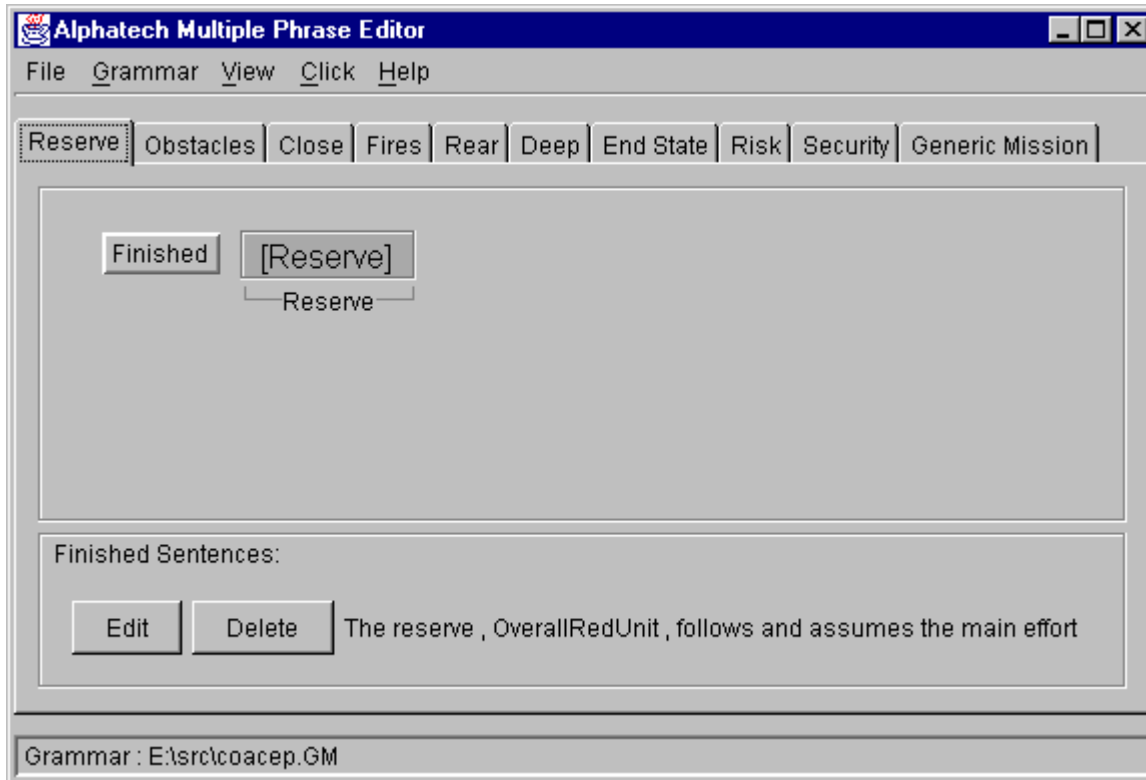 Alphatech Multiple Phrase Editor
File Grammar View Click Help
Reserve Obstacles Close Fires Rear Deep End State Risk Security Generic Mission
Finished [Reserve]
Reserve
Finished Sentences:
Edit Delete The reserve , OverallRedUnit , follows and assumes the main effort
Grammar : E:\src\coacep.GM